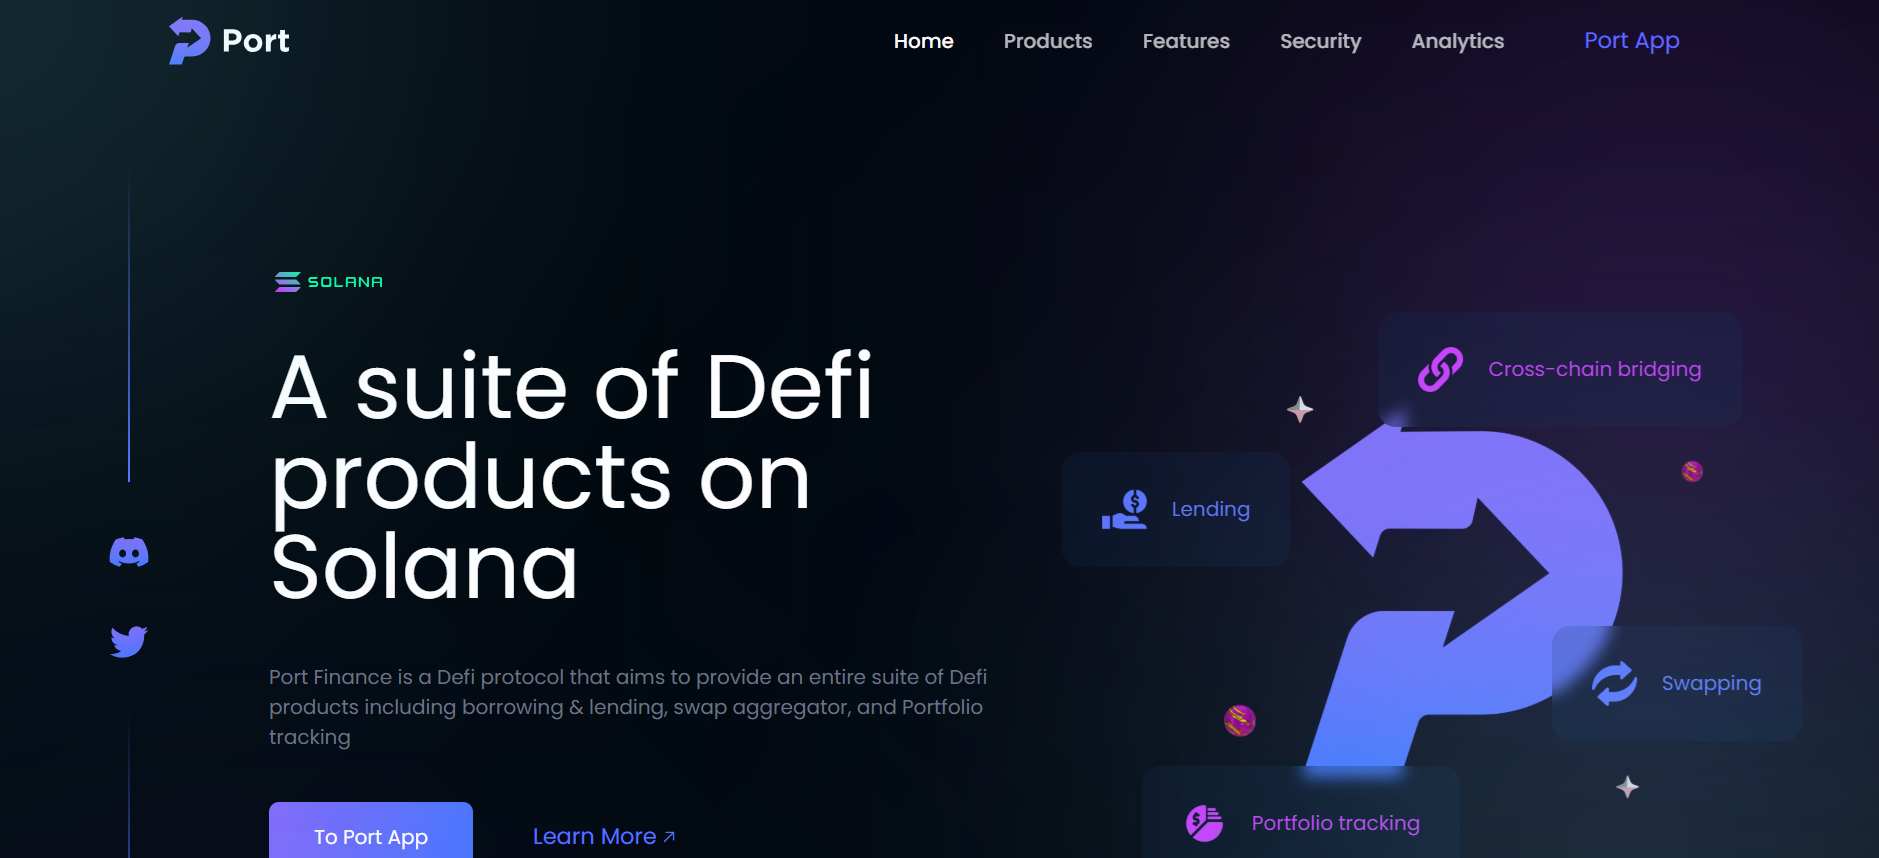 Port
Home
Products
Features
Security
Analytics
Port App
SOLANA
A suite of Defi
products on
Solana
Port Finance is a Defi protocol that aims to provide an entire suite of Defi
products including borrowing & lending, swap aggregator, and Portfolio
tracking
To Port App
Learn More
Cross-chain bridging
Lending
Swapping
Portfolio tracking